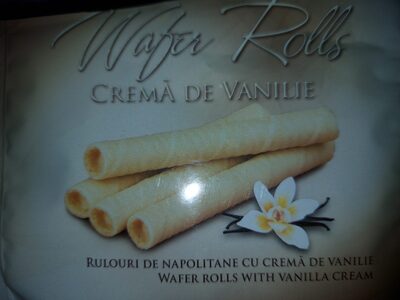 Wafer Rolls
CREMĂ DE VANILIE
RULOURI DE NAPOLITANE CU CREMĂ DE VANILIE
WAFER ROLLS WITH VANILLA CREAM